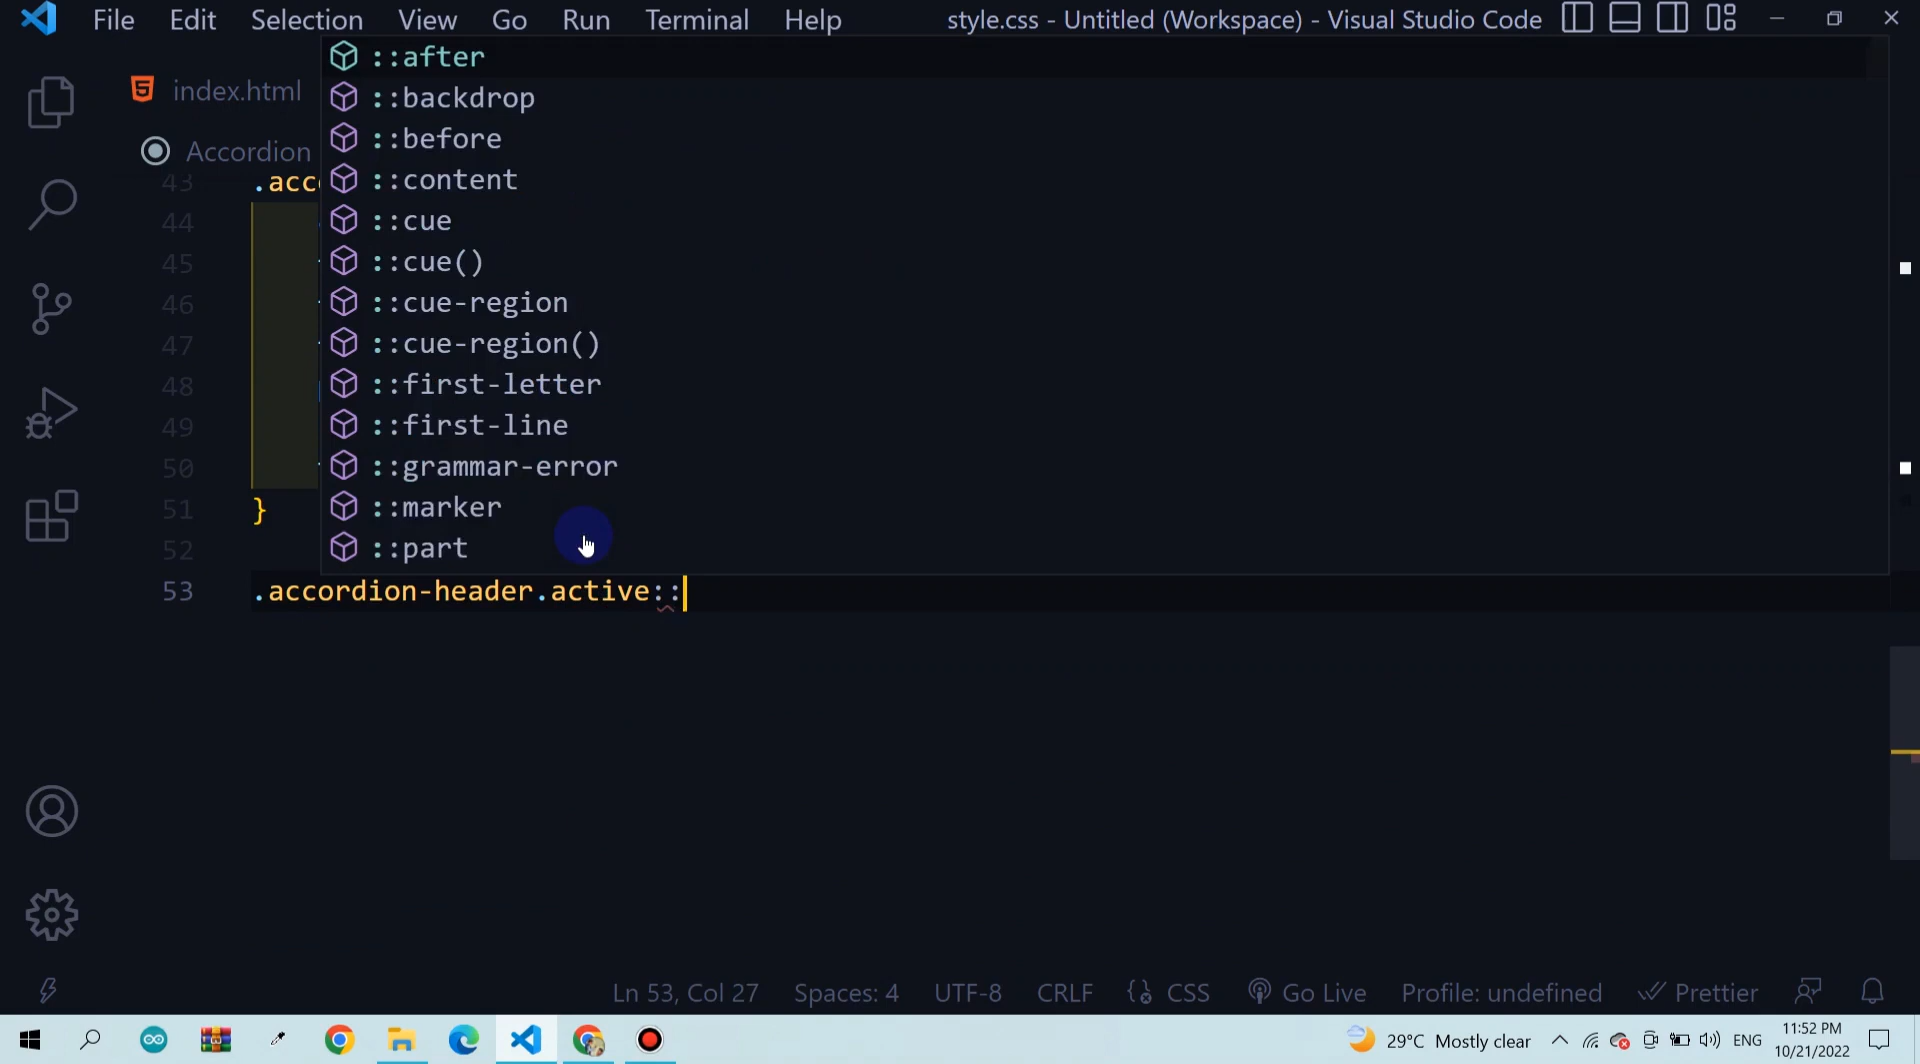 File Edit Selection View Go Run Terminal Help style.css - Untitled (Workspace) - Visual Studio Code
index.html
Accordion
::after
::backdrop
::before
::content
::cue
::cue()
::cue-region
::cue-region()
::first-letter
::first-line
::grammar-error
::marker
::part
43 .acc
44
45
46
47
48
49
50
51 }
52
53 .accordion-header.active::
Ln 53, Col 27 Spaces: 4 UTF-8 CRLF CSS Go Live Profile: undefined Prettier
29°C Mostly clear ENG 11:52 PM
10/21/2022